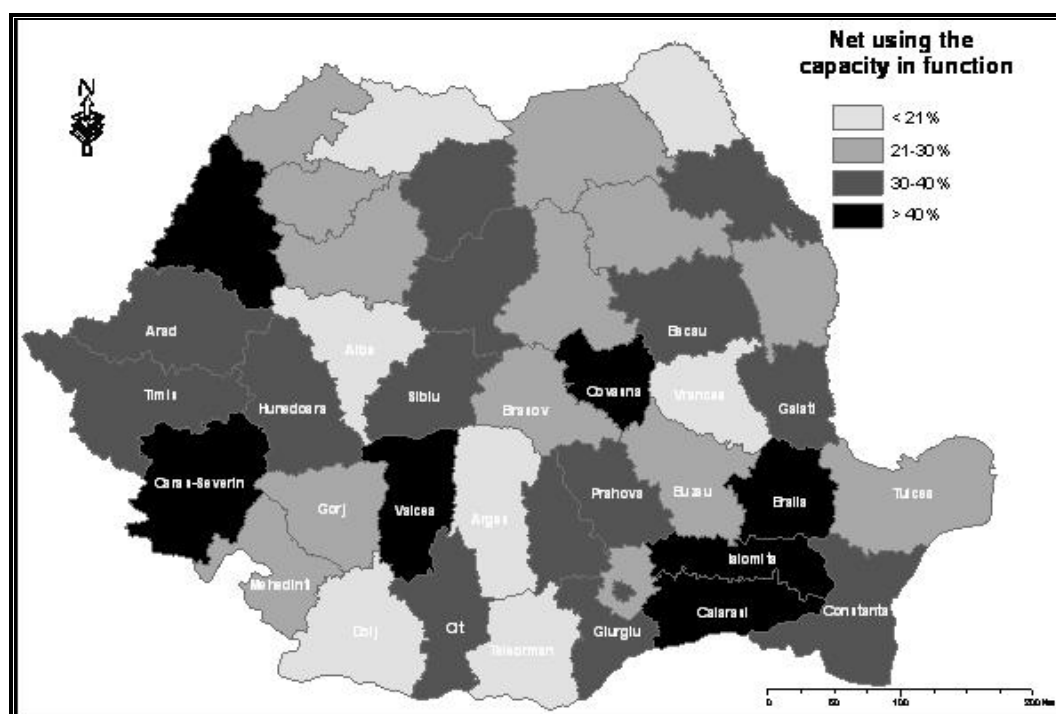 Net using the
capacity in function
N
< 21%
21-30%
30-40%
> 40%
Arad
Alba
Bacau
Timis
Hunedoara
Sibiu
Brasov
Covasna
Vrancea
Galati
Caras-Severin
Gorj
Valcea
Arges
Prahova
Buzau
Braila
Tulcea
Ialomita
Mehedinti
Dolj
Olt
Teleorman
Giurgiu
Calarasi
Constanta
0 50 100 200